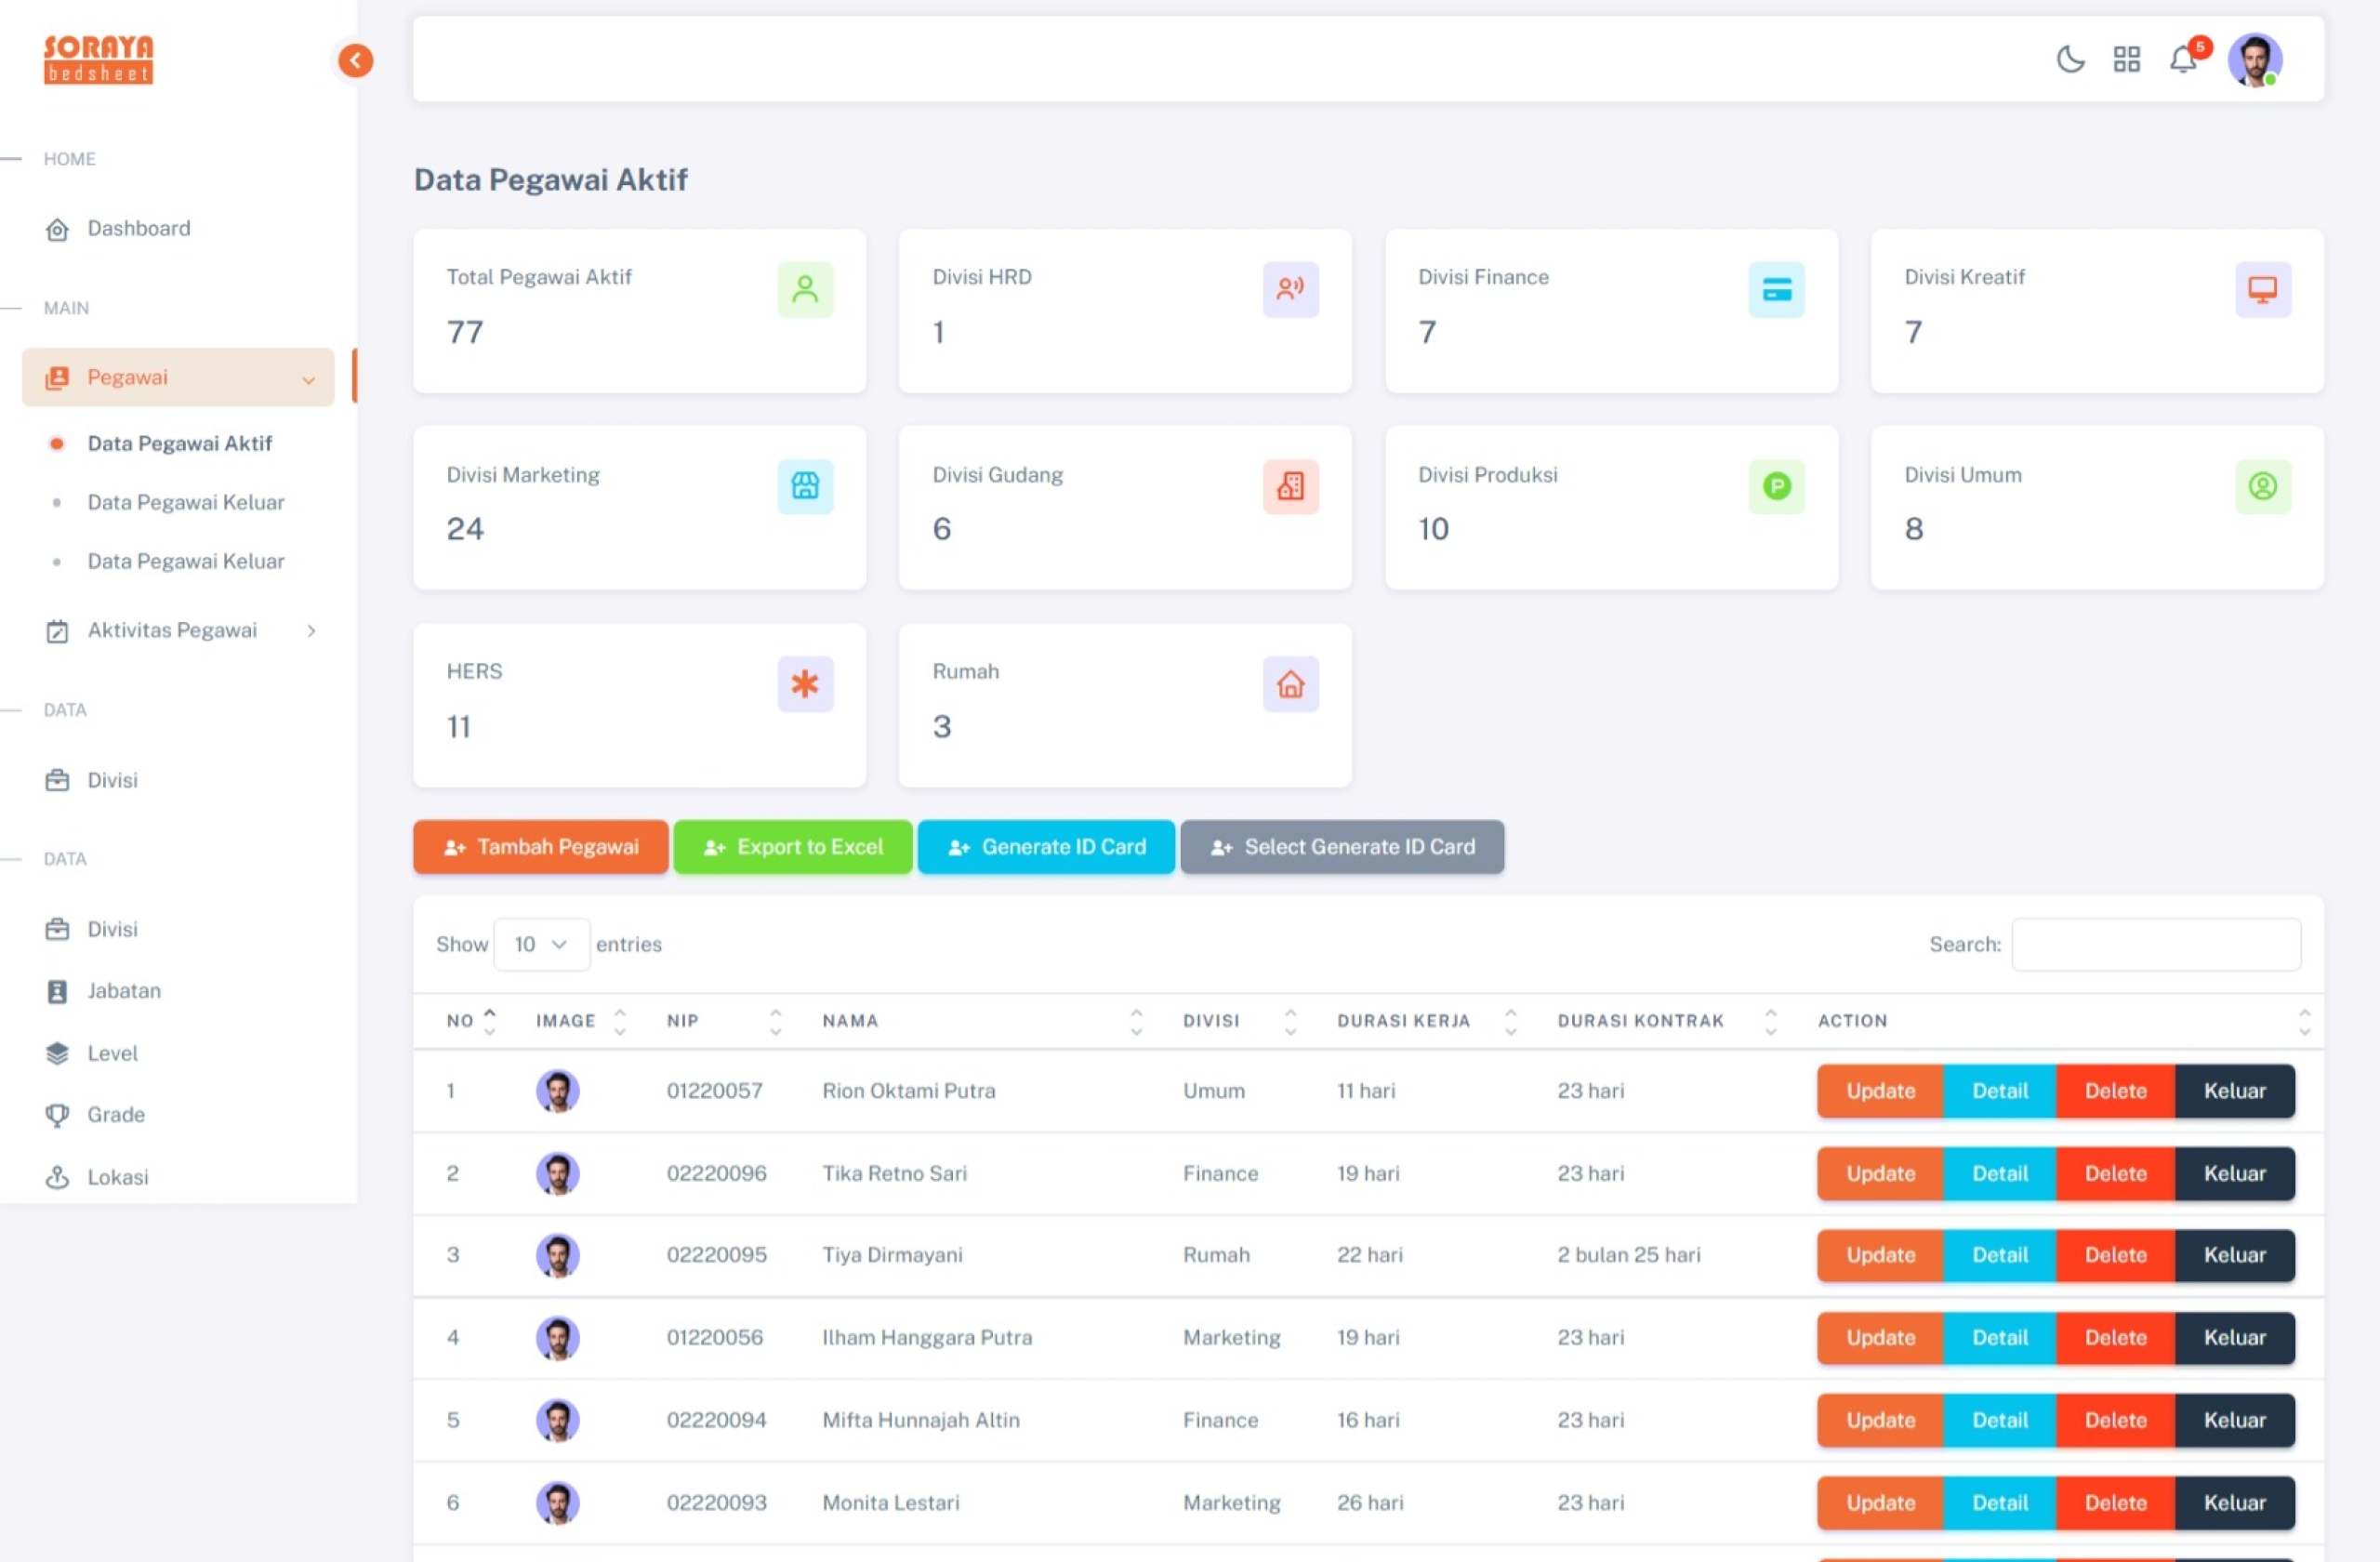 SORAYA
bedsheet
5
HOME
Dashboard
MAIN
Pegawai
Data Pegawai Aktif
Data Pegawai Keluar
Data Pegawai Keluar
Aktivitas Pegawai
DATA
Divisi
DATA
Divisi
Jabatan
Level
Grade
Lokasi
Data Pegawai Aktif
Total Pegawai Aktif
77
Divisi HRD
1
Divisi Finance
7
Divisi Kreatif
7
Divisi Marketing
24
Divisi Gudang
6
Divisi Produksi
10
P
Divisi Umum
8
HERS
11
Rumah
3
Tambah Pegawai Export to Excel Generate ID Card Select Generate ID Card
Show 10 entries Search:
NO IMAGE NIP NAMA DIVISI DURASI KERJA DURASI KONTRAK ACTION
1 01220057 Rion Oktami Putra Umum 11 hari 23 hari Update Detail Delete Keluar
2 02220096 Tika Retno Sari Finance 19 hari 23 hari Update Detail Delete Keluar
3 02220095 Tiya Dirmayani Rumah 22 hari 2 bulan 25 hari Update Detail Delete Keluar
4 01220056 Ilham Hanggara Putra Marketing 19 hari 23 hari Update Detail Delete Keluar
5 02220094 Mifta Hunnajah Altin Finance 16 hari 23 hari Update Detail Delete Keluar
6 02220093 Monita Lestari Marketing 26 hari 23 hari Update Detail Delete Keluar